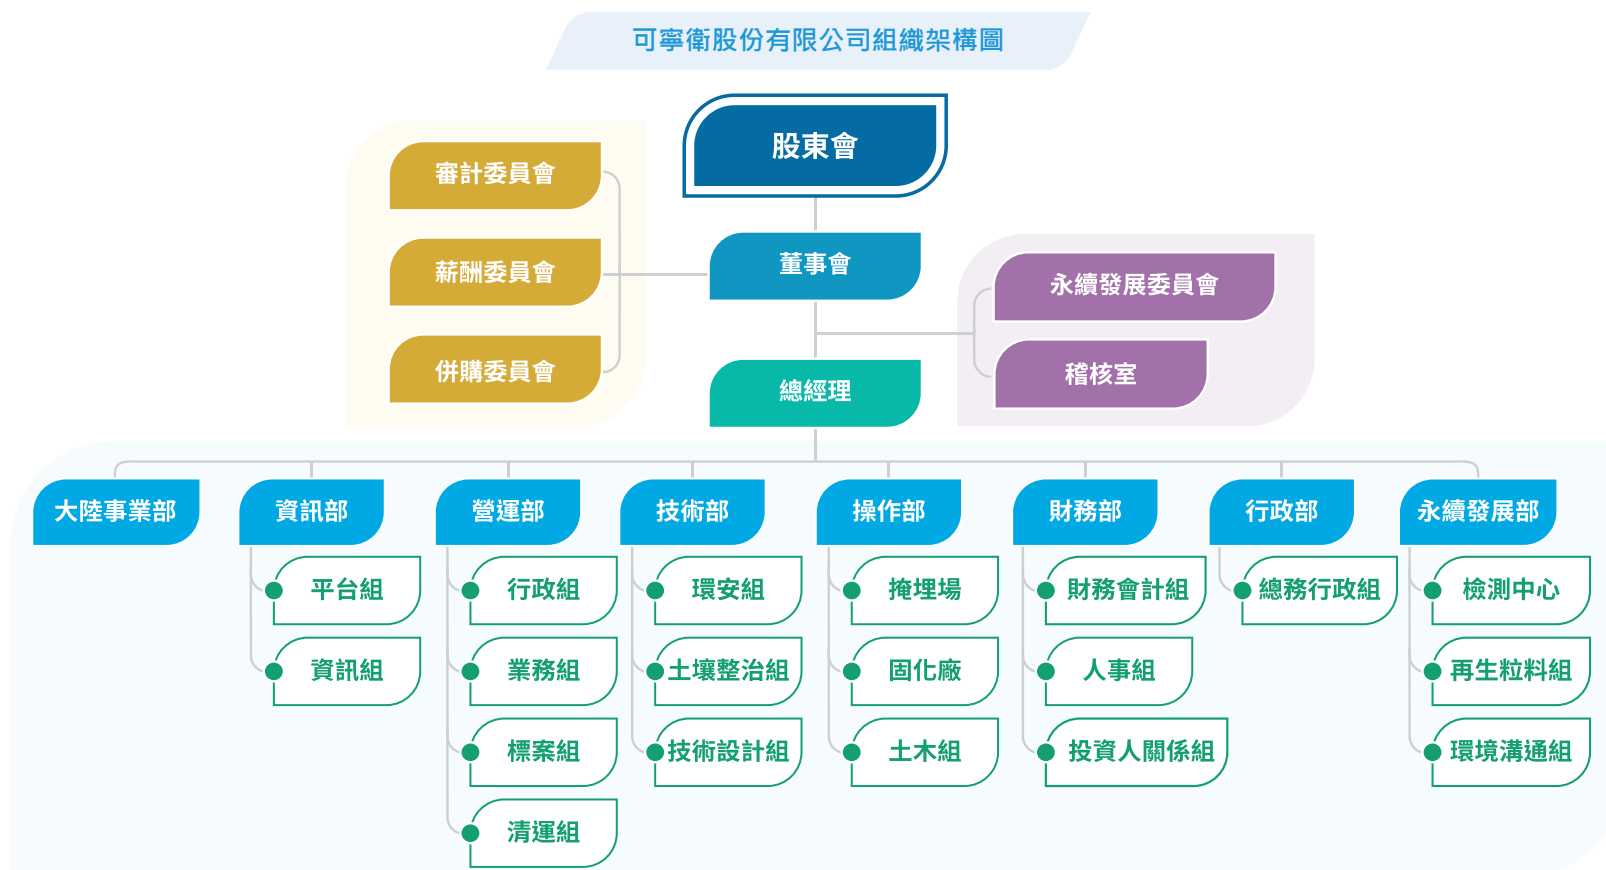 可寧衛股份有限公司組織架構圖
股東會
審計委員會
薪酬委員會
併購委員會
董事會
永續發展委員會
稽核室
總經理
大陸事業部
資訊部
平台組
資訊組
營運部
行政組
業務組
標案組
清運組
技術部
環安組
土壤整治組
技術設計組
操作部
掩埋場
固化廠
土木組
財務部
財務會計組
人事組
投資人關係組
行政部
總務行政組
永續發展部
檢測中心
再生粒料組
環境溝通組